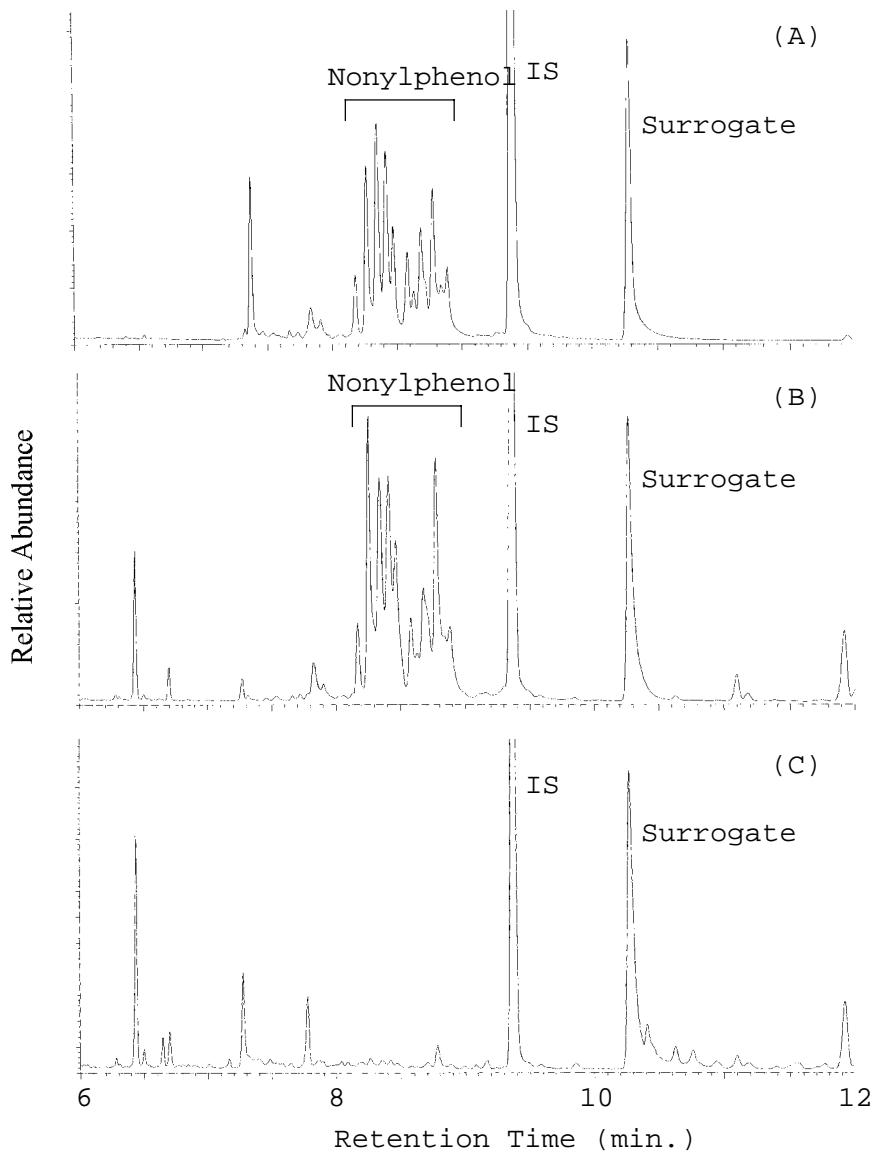 (A)
Nonylphenol
IS
Surrogate
Nonylphenol
(B)
IS
Surrogate
Relative Abundance
(C)
IS
Surrogate
6 8 10 12
Retention Time (min.)